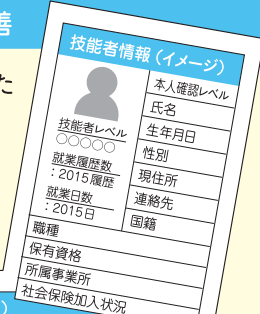 善
た
技能者情報（イメージ）
技能者レベル
○○○○○
就業履歴数
：2015履歴
就業日数
：2015日
本人確認レベル
氏名
生年月日
性別
現住所
連絡先
国籍
職種
保有資格
所属事業所
社会保険加入状況
）